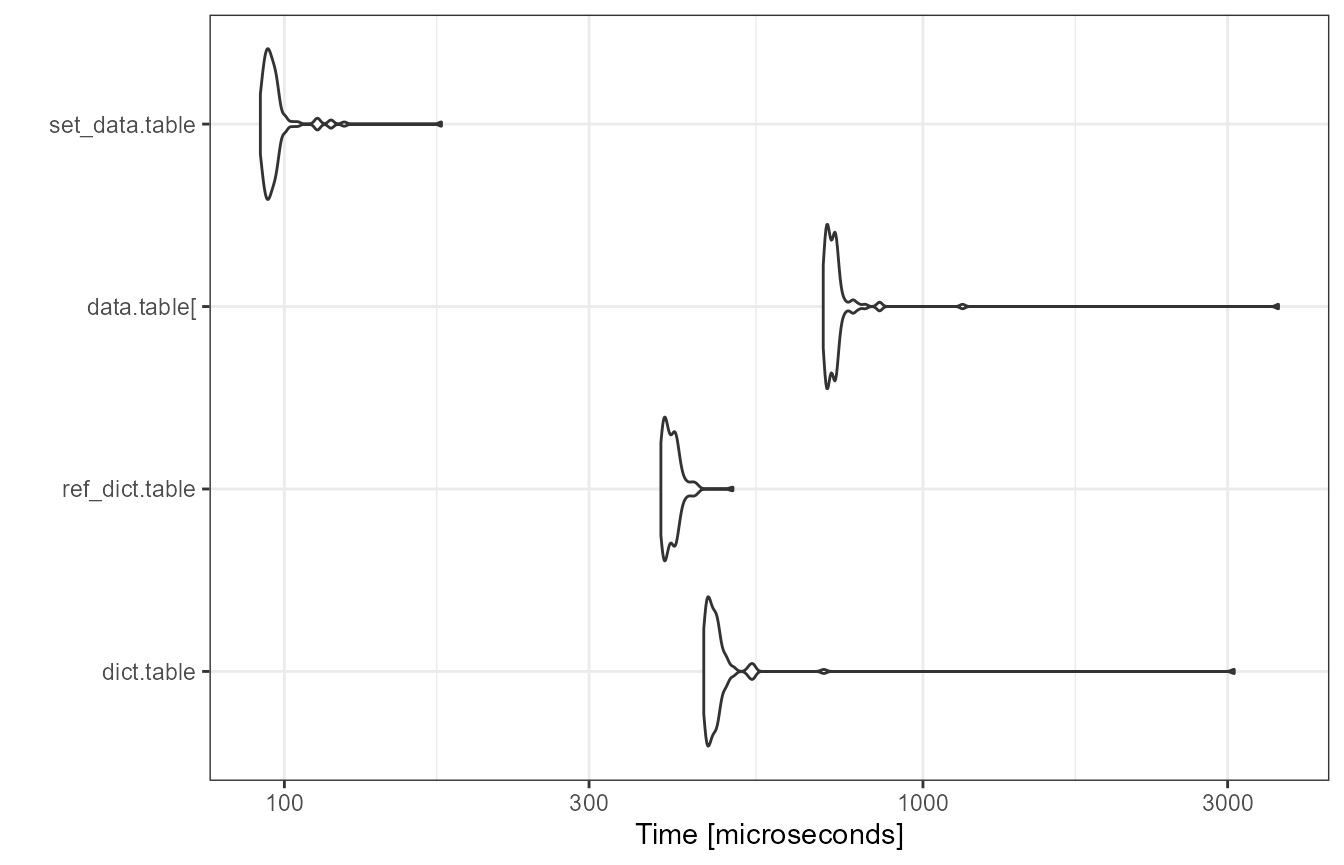 set_data.table
data.table[
ref_dict.table
dict.table
100 300 1000 3000
Time [microseconds]